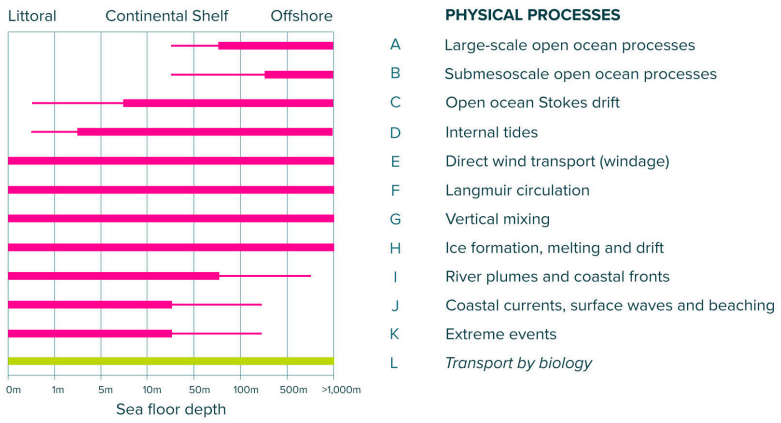 Littoral Continental Shelf Offshore PHYSICAL PROCESSES
A Large-scale open ocean processes
B Submesoscale open ocean processes
C Open ocean Stokes drift
D Internal tides
E Direct wind transport (windage)
F Langmuir circulation
G Vertical mixing
H Ice formation, melting and drift
I River plumes and coastal fronts
J Coastal currents, surface waves and beaching
K Extreme events
L Transport by biology
0m 1m 5m 10m 50m 100m 500m >1,000m
Sea floor depth